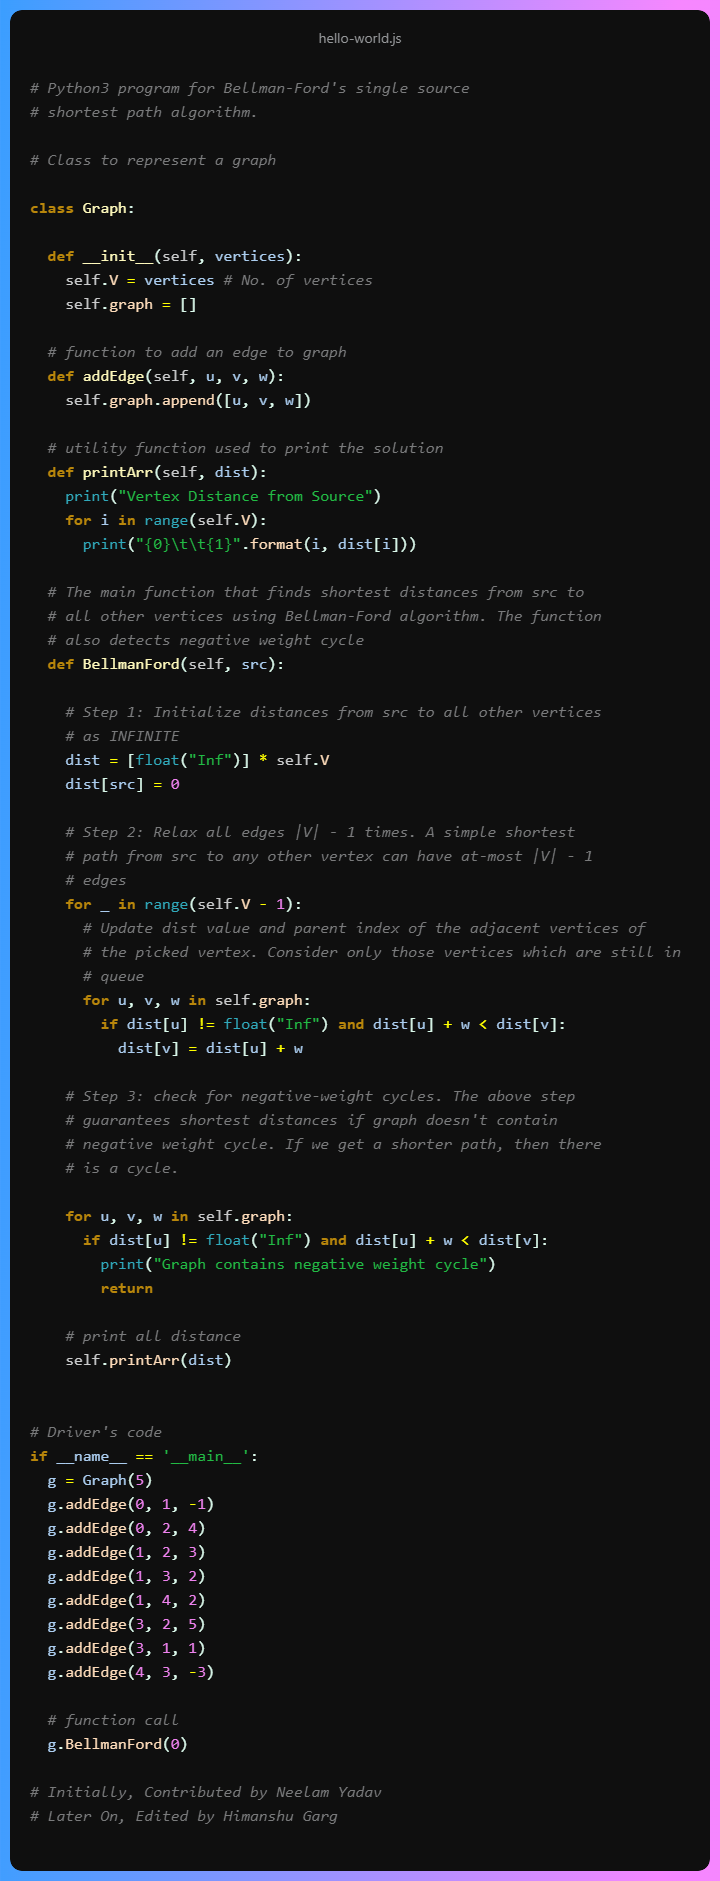 hello-world.js
# Python3 program for Bellman-Ford's single source
# shortest path algorithm.
# Class to represent a graph
class Graph:
  def __init__(self, vertices):
    self.V = vertices # No. of vertices
    self.graph = []
  # function to add an edge to graph
  def addEdge(self, u, v, w):
    self.graph.append([u, v, w])
  # utility function used to print the solution
  def printArr(self, dist):
    print("Vertex Distance from Source")
    for i in range(self.V):
      print("{0}\t\t{1}".format(i, dist[i]))
  # The main function that finds shortest distances from src to
  # all other vertices using Bellman-Ford algorithm. The function
  # also detects negative weight cycle
  def BellmanFord(self, src):
    # Step 1: Initialize distances from src to all other vertices
    # as INFINITE
    dist = [float("Inf")] * self.V
    dist[src] = 0
    # Step 2: Relax all edges |V| - 1 times. A simple shortest
    # path from src to any other vertex can have at-most |V| - 1
    # edges
    for _ in range(self.V - 1):
      # Update dist value and parent index of the adjacent vertices of
      # the picked vertex. Consider only those vertices which are still in
      # queue
      for u, v, w in self.graph:
        if dist[u] != float("Inf") and dist[u] + w < dist[v]:
          dist[v] = dist[u] + w
    # Step 3: check for negative-weight cycles. The above step
    # guarantees shortest distances if graph doesn't contain
    # negative weight cycle. If we get a shorter path, then there
    # is a cycle.
    for u, v, w in self.graph:
      if dist[u] != float("Inf") and dist[u] + w < dist[v]:
        print("Graph contains negative weight cycle")
        return
    # print all distance
    self.printArr(dist)
# Driver's code
if __name__ == '__main__':
  g = Graph(5)
  g.addEdge(0, 1, -1)
  g.addEdge(0, 2, 4)
  g.addEdge(1, 2, 3)
  g.addEdge(1, 3, 2)
  g.addEdge(1, 4, 2)
  g.addEdge(3, 2, 5)
  g.addEdge(3, 1, 1)
  g.addEdge(4, 3, -3)
  # function call
  g.BellmanFord(0)
# Initially, Contributed by Neelam Yadav
# Later On, Edited by Himanshu Garg